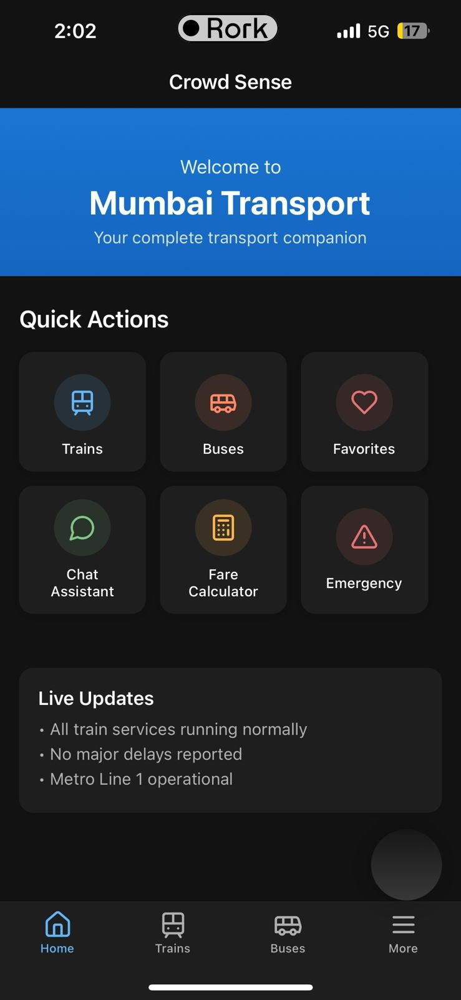 2:02
Rork
5G
17
Crowd Sense
Welcome to
Mumbai Transport
Your complete transport companion
Quick Actions
Trains
Buses
Favorites
Chat
Assistant
Fare
Calculator
Emergency
Live Updates
• All train services running normally
• No major delays reported
• Metro Line 1 operational
Home
Trains
Buses
More